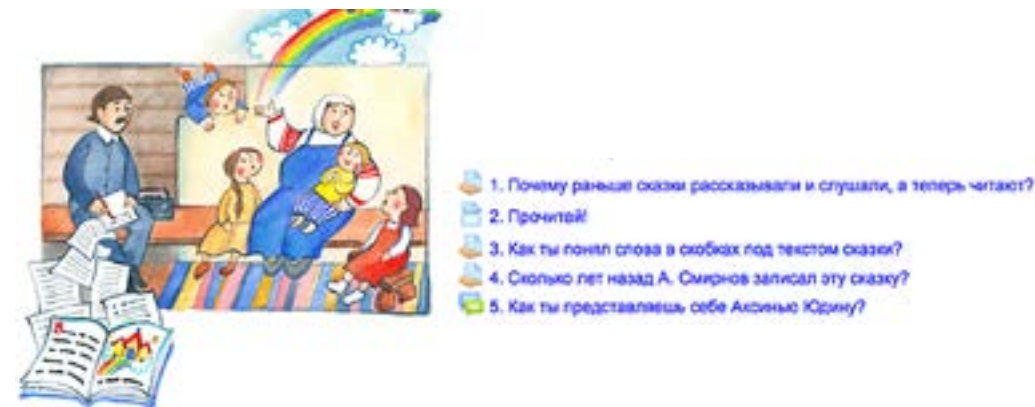 1. Почему раньше сказки рассказывали и слушали, а теперь читают?
2. Прочитай!
3. Как ты понял слова в скобках под текстом сказки?
4. Сколько лет назад А. Смирнов записал эту сказку?
5. Как ты представляешь себе Аксинью Юдину?